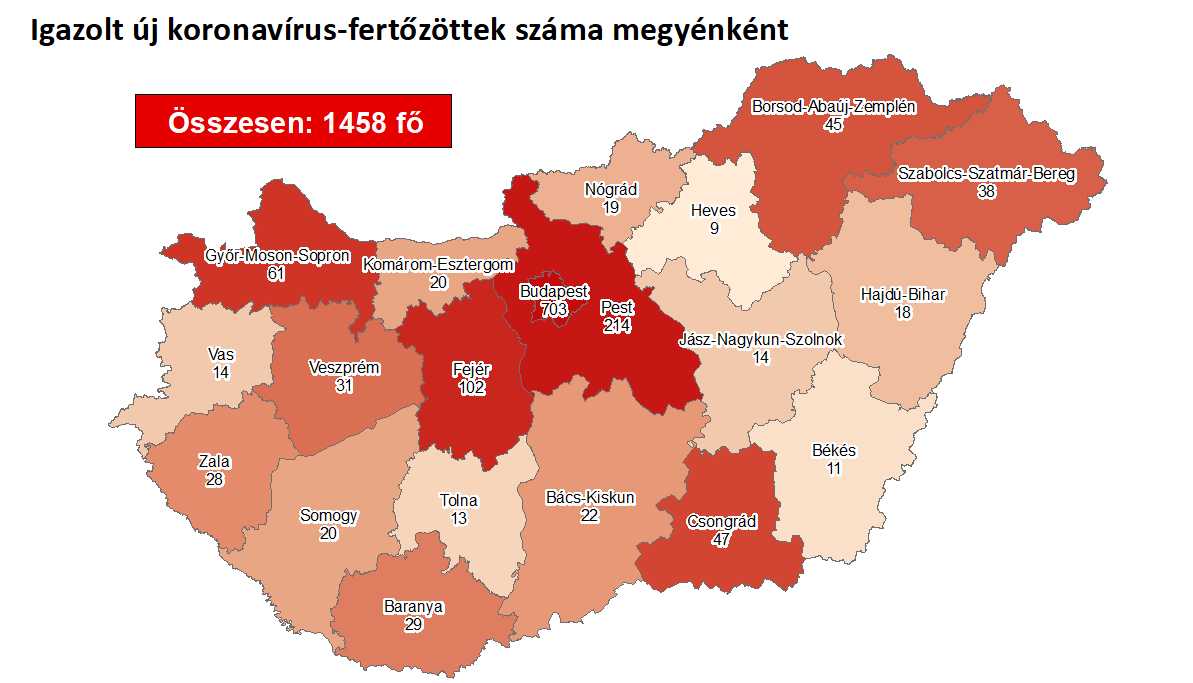 Igazolt új koronavírus-fertőzöttek száma megyénként
Összesen: 1458 fő
Borsod-Abaúj-Zemplén
45
Szabolcs-Szatmár-Bereg
38
Nógrád
19
Heves
9
Győr-Moson-Sopron
61
Komárom-Esztergom
20
Budapest
703
Pest
214
Hajdú-Bihar
18
Jász-Nagykun-Szolnok
14
Vas
14
Veszprém
31
Fejér
102
Békés
11
Zala
28
Tolna
13
Bács-Kiskun
22
Somogy
20
Csongrád
47
Baranya
29